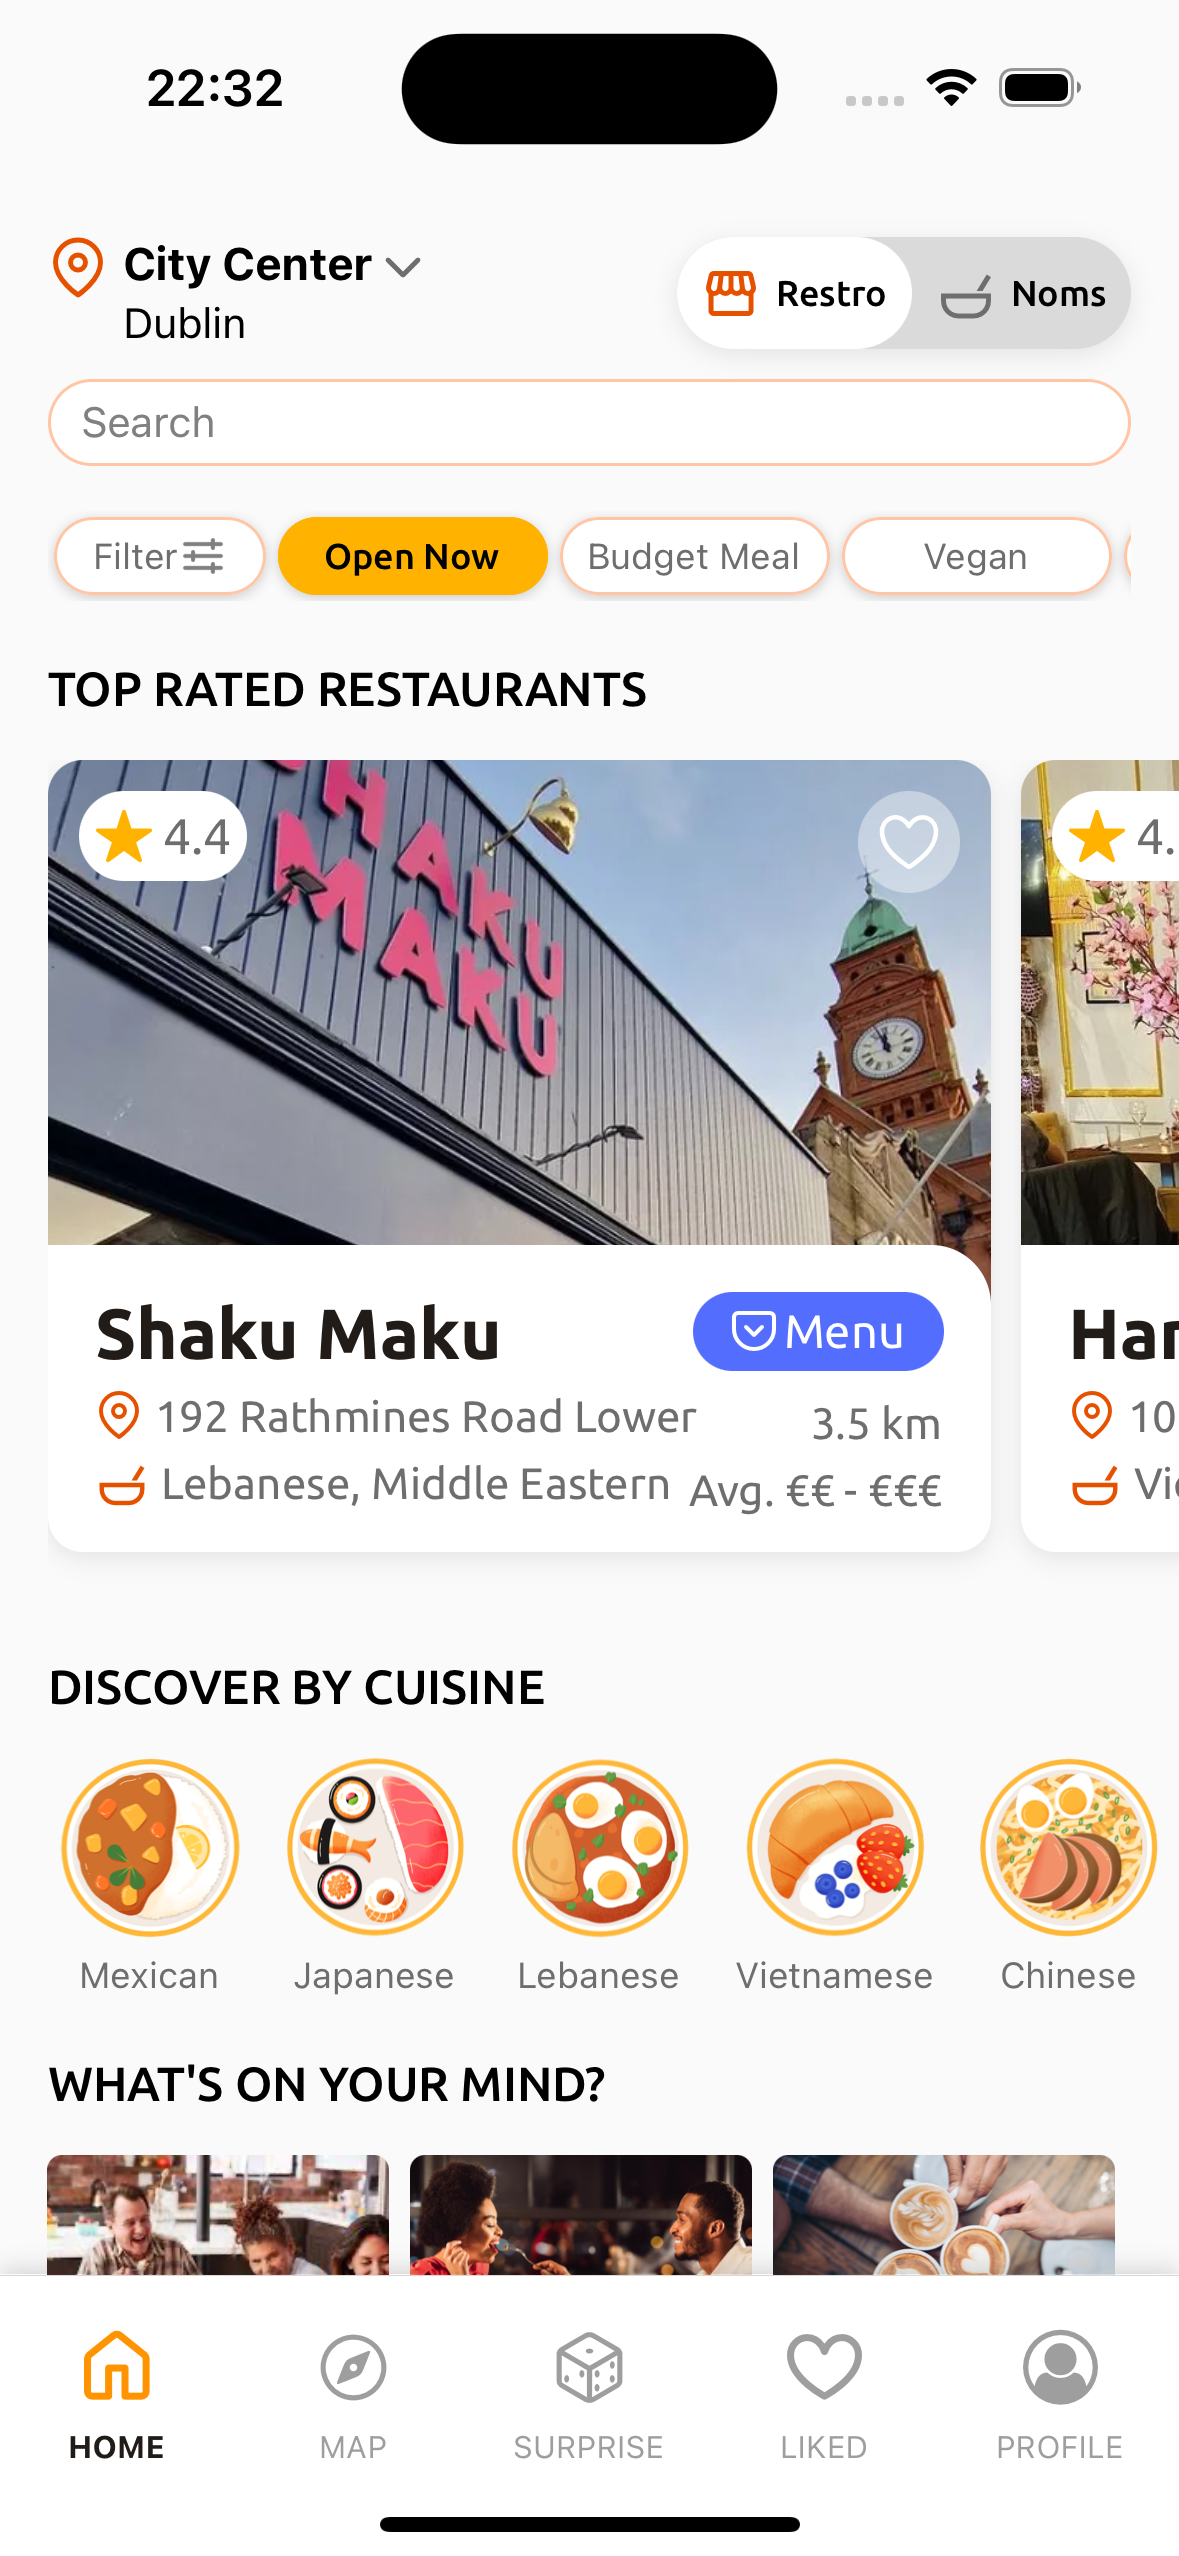 22:32
City Center
Dublin
Restro
Noms
Search
Filter
Open Now
Budget Meal
Vegan
TOP RATED RESTAURANTS
4.4
4.
SHAKU
MAKU
Shaku Maku
Menu
192 Rathmines Road Lower
3.5 km
Lebanese, Middle Eastern
Avg. €€ - €€€
10
DISCOVER BY CUISINE
Mexican
Japanese
Lebanese
Vietnamese
Chinese
WHAT'S ON YOUR MIND?
HOME
MAP
SURPRISE
LIKED
PROFILE